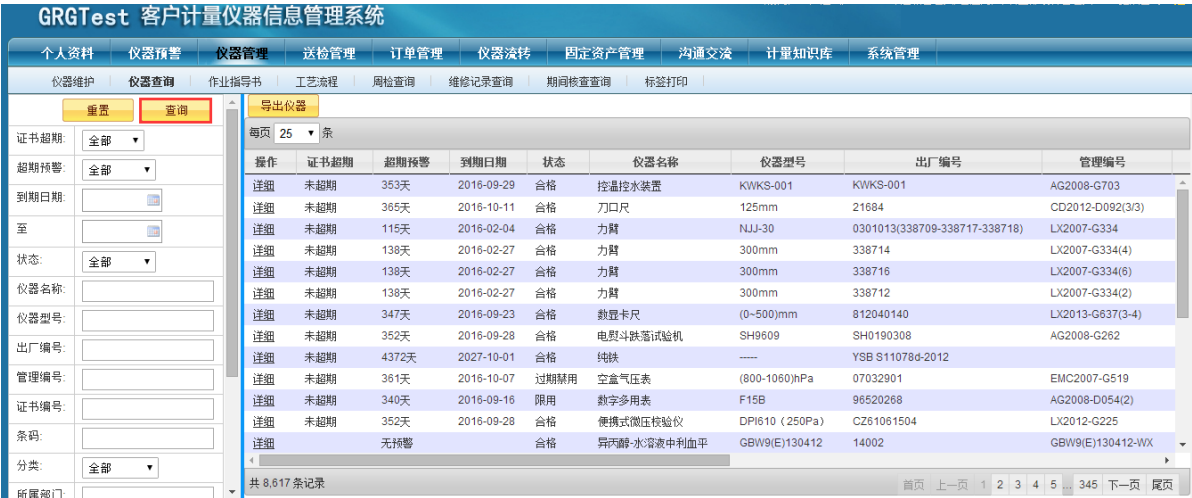 GRGTest 客户计量仪器信息管理系统
个人资料 仪器预警 仪器管理 送检管理 订单管理 仪器流转 固定资产管理 沟通交流 计量知识库 系统管理
仪器维护 仪器查询 作业指导书 工艺流程 周检查询 维修记录查询 期间核查查询 标签打印
重置 查询
证书超期: 全部
超期预警: 全部
到期日期:
至
状态: 全部
仪器名称:
仪器型号:
出厂编号:
管理编号:
证书编号:
条码:
分类: 全部
所属部门:
导出仪器
每页 25 条
操作 证书超期 超期预警 到期日期 状态 仪器名称 仪器型号 出厂编号 管理编号
详细 未超期 353天 2016-09-29 合格 控温控水装置 KWKS-001 KWKS-001 AG2008-G703
详细 未超期 365天 2016-10-11 合格 刀口尺 125mm 21684 CD2012-D092(3/3)
详细 未超期 115天 2016-02-04 合格 力臂 NJJ-30 0301013(338709-338717-338718) LX2007-G334
详细 未超期 138天 2016-02-27 合格 力臂 300mm 338714 LX2007-G334(4)
详细 未超期 138天 2016-02-27 合格 力臂 300mm 338716 LX2007-G334(6)
详细 未超期 138天 2016-02-27 合格 力臂 300mm 338712 LX2007-G334(2)
详细 未超期 347天 2016-09-23 合格 数显卡尺 (0~500)mm 812040140 LX2013-G637(3-4)
详细 未超期 352天 2016-09-28 合格 电熨斗跌落试验机 SH9609 SH0190308 AG2008-G262
详细 未超期 4372天 2027-10-01 合格 纯铁 ----- YSB S11078d-2012
详细 未超期 361天 2016-10-07 过期禁用 空盒气压表 (800-1060)hPa 07032901 EMC2007-G519
详细 未超期 340天 2016-09-16 限用 数字多用表 F15B 96520268 AG2008-D054(2)
详细 未超期 352天 2016-09-28 合格 便携式微压校验仪 DPI610（250Pa） CZ61061504 LX2012-G225
详细 无预警 合格 异丙醇-水溶液中利血平 GBW9(E)130412 14002 GBW9(E)130412-WX
共 8,617 条记录
首页 上一页 1 2 3 4 5 ... 345 下一页 尾页